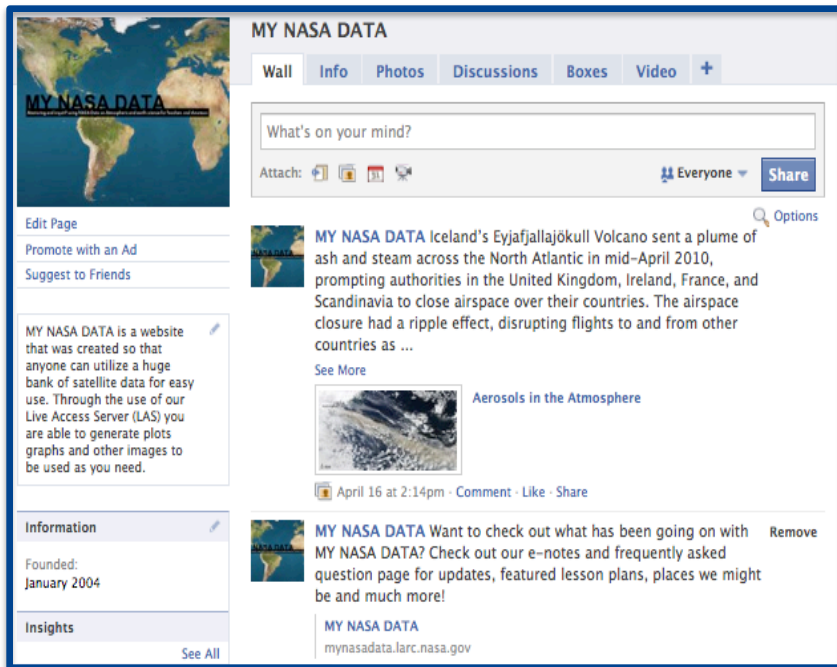 MY NASA DATA
MY NASA DATA
Wall Info Photos Discussions Boxes Video +
What's on your mind?
Attach: 31 Everyone Share
Options
Edit Page
Promote with an Ad
Suggest to Friends
MY NASA DATA is a website
that was created so that
anyone can utilize a huge
bank of satellite data for easy
use. Through the use of our
Live Access Server (LAS) you
are able to generate plots
graphs and other images to
be used as you need.
Information
Founded:
January 2004
Insights
See All
MY NASA DATA Iceland's Eyjafjallajökull Volcano sent a plume of
ash and steam across the North Atlantic in mid-April 2010,
prompting authorities in the United Kingdom, Ireland, France, and
Scandinavia to close airspace over their countries. The airspace
closure had a ripple effect, disrupting flights to and from other
countries as ...
See More
Aerosols in the Atmosphere
April 16 at 2:14pm · Comment · Like · Share
MY NASA DATA Want to check out what has been going on with Remove
MY NASA DATA? Check out our e-notes and frequently asked
question page for updates, featured lesson plans, places we might
be and much more!
MY NASA DATA
mynasadata.larc.nasa.gov